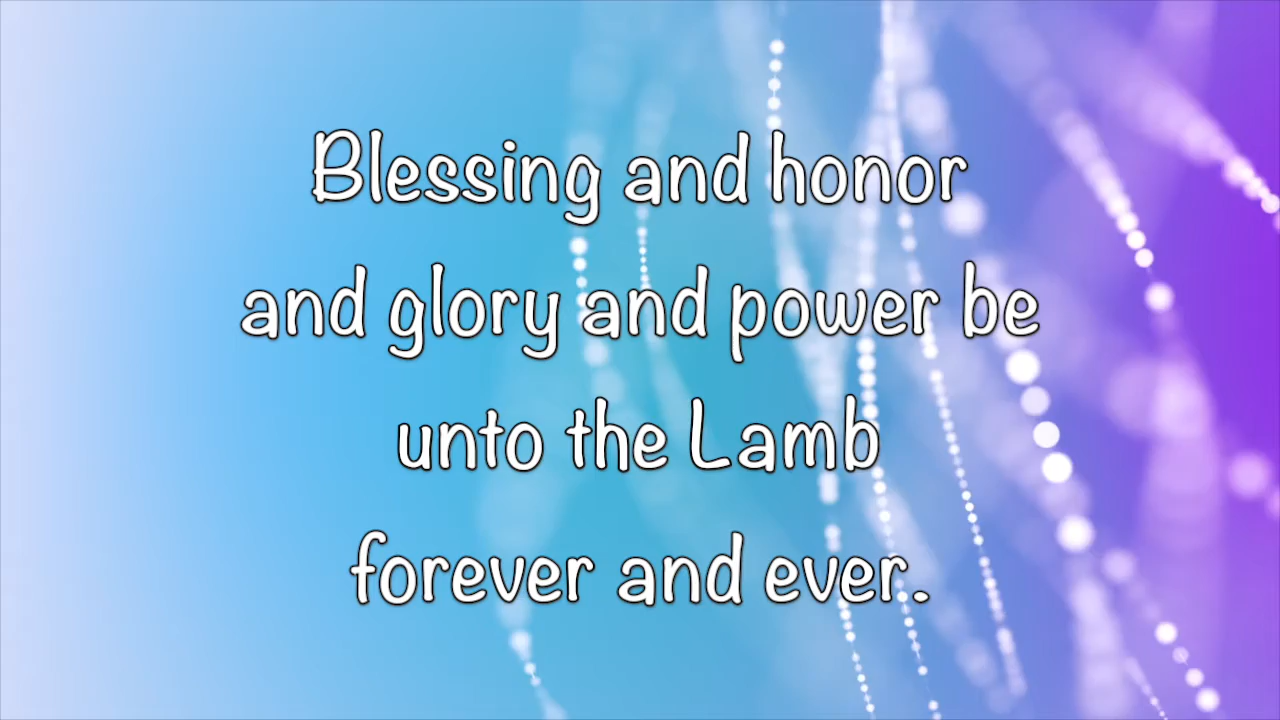 Blessing and honor
and glory and power be
unto the Lamb
forever and ever.